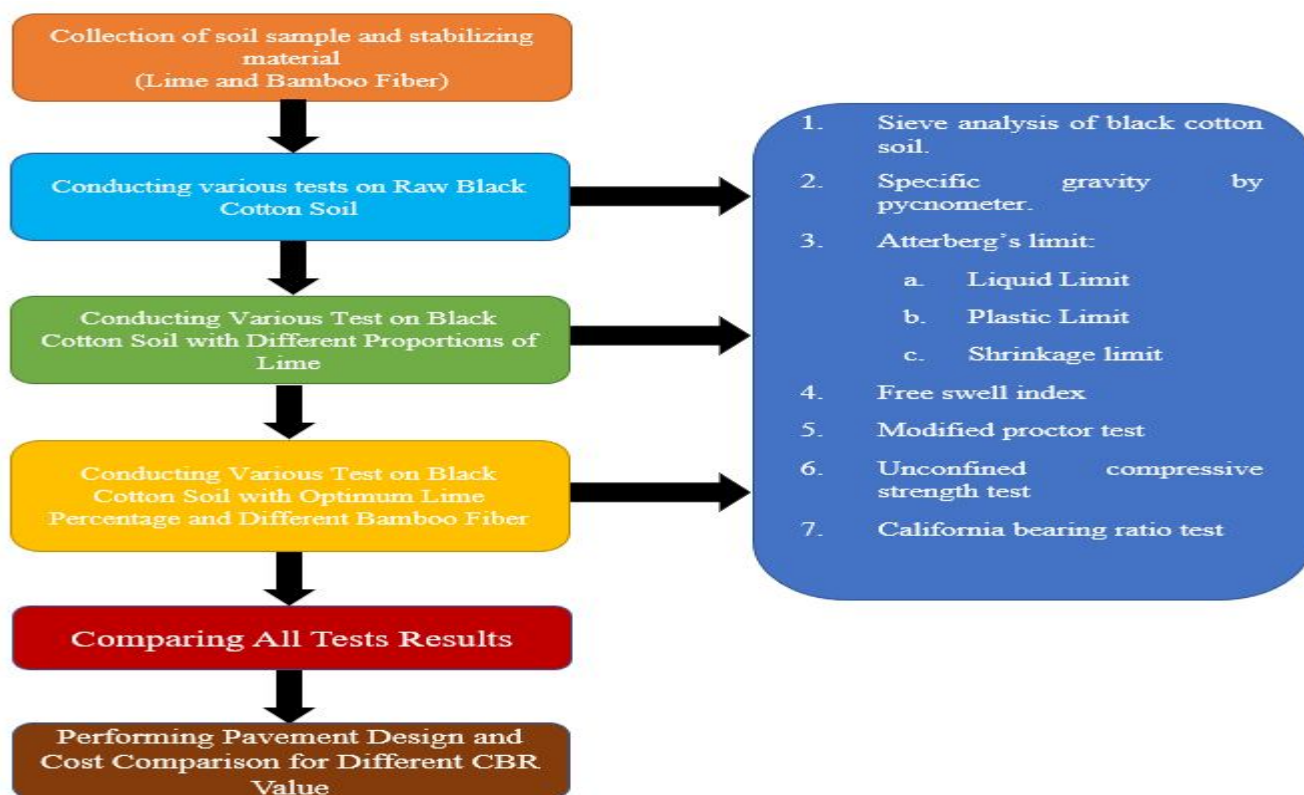 Collection of soil sample and stabilizing
material
(Lime and Bamboo Fiber)
Conducting various tests on Raw Black
Cotton Soil
Conducting Various Test on Black
Cotton Soil with Different Proportions of
Lime
Conducting Various Test on Black
Cotton Soil with Optimum Lime
Percentage and Different Bamboo Fiber
Comparing All Tests Results
Performing Pavement Design and
Cost Comparison for Different CBR
Value
1. Sieve analysis of black cotton
soil.
2. Specific gravity by
pycnometer.
3. Atterberg’s limit:
a. Liquid Limit
b. Plastic Limit
c. Shrinkage limit
4. Free swell index
5. Modified proctor test
6. Unconfined compressive
strength test
7. California bearing ratio test